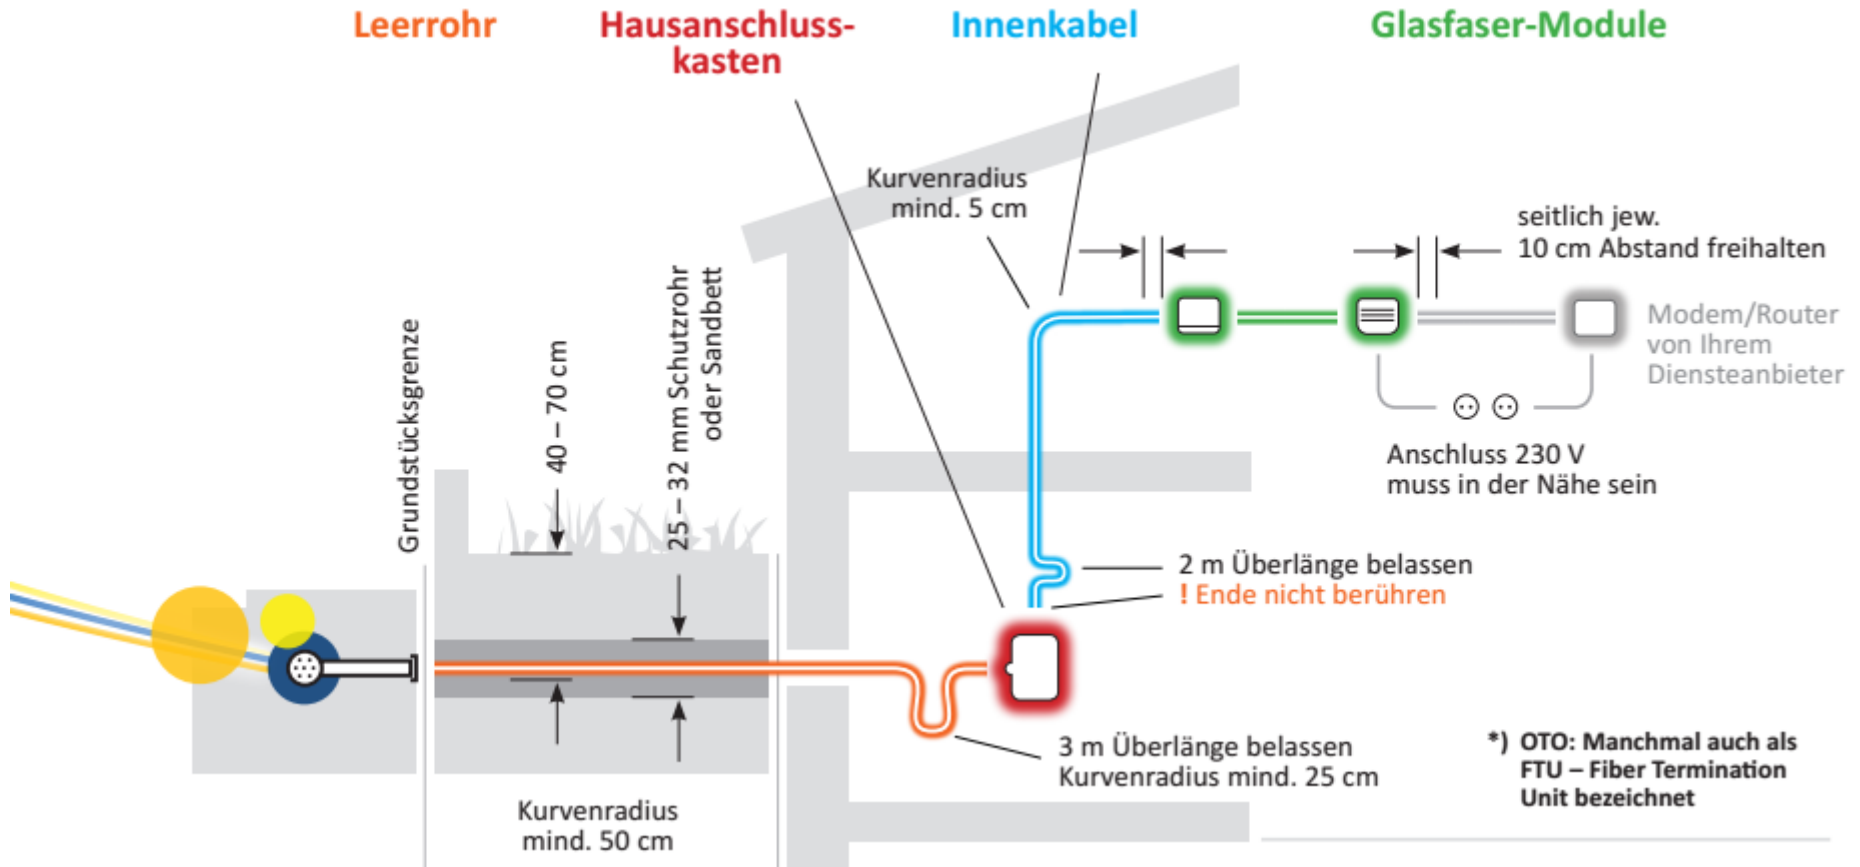 Leerrohr
Hausanschluss-
kasten
Innenkabel
Glasfaser-Module
Kurvenradius
mind. 5 cm
seitlich jew.
10 cm Abstand freihalten
Modem/Router
von Ihrem
Diensteanbieter
Anschluss 230 V
muss in der Nähe sein
Grundstücksgrenze
40 – 70 cm
25 – 32 mm Schutzrohr
oder Sandbett
2 m Überlänge belassen
! Ende nicht berühren
3 m Überlänge belassen
Kurvenradius mind. 25 cm
Kurvenradius
mind. 50 cm
*) OTO: Manchmal auch als
FTU – Fiber Termination
Unit bezeichnet